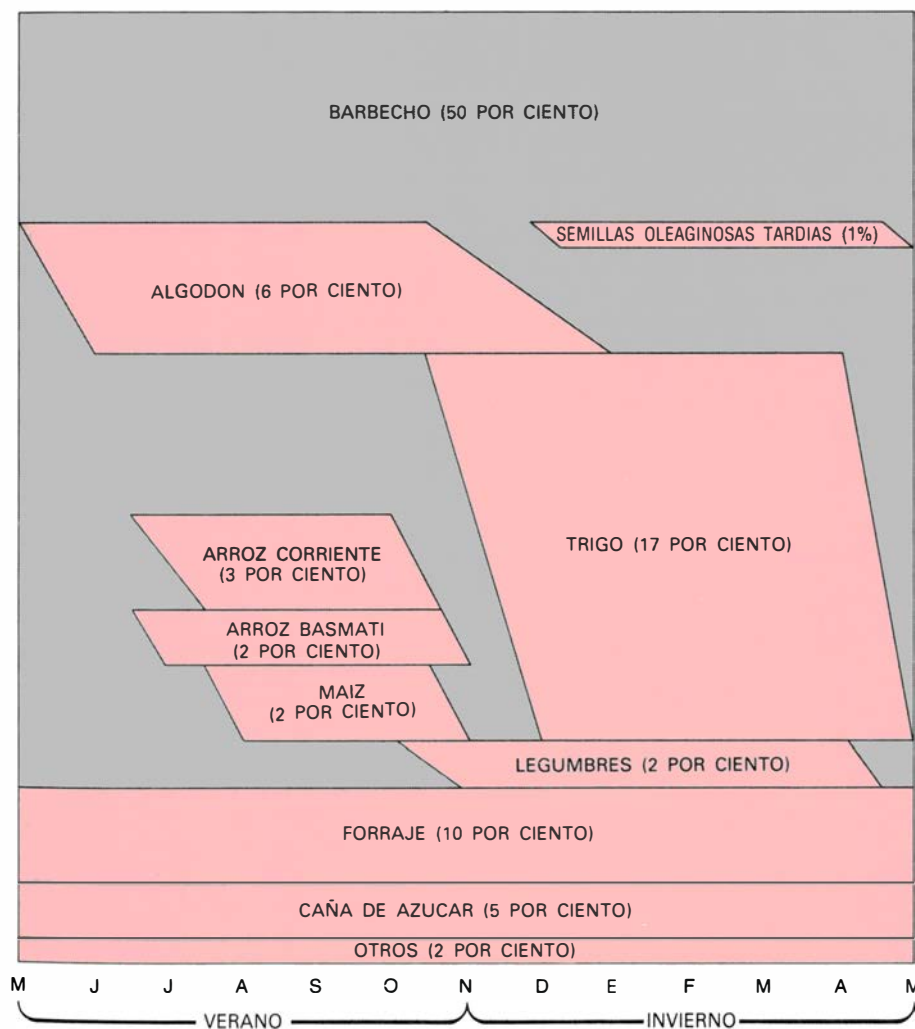 BARBECHO (50 POR CIENTO)
SEMILLAS OLEAGINOSAS TARDIAS (1%)
ALGODON (6 POR CIENTO)
ARROZ CORRIENTE
(3 POR CIENTO)
TRIGO (17 POR CIENTO)
ARROZ BASMATI
(2 POR CIENTO)
MAIZ
(2 POR CIENTO)
LEGUMBRES (2 POR CIENTO)
FORRAJE (10 POR CIENTO)
CAÑA DE AZUCAR (5 POR CIENTO)
OTROS (2 POR CIENTO)
M J J A S O N D E F M A M
VERANO INVIERNO